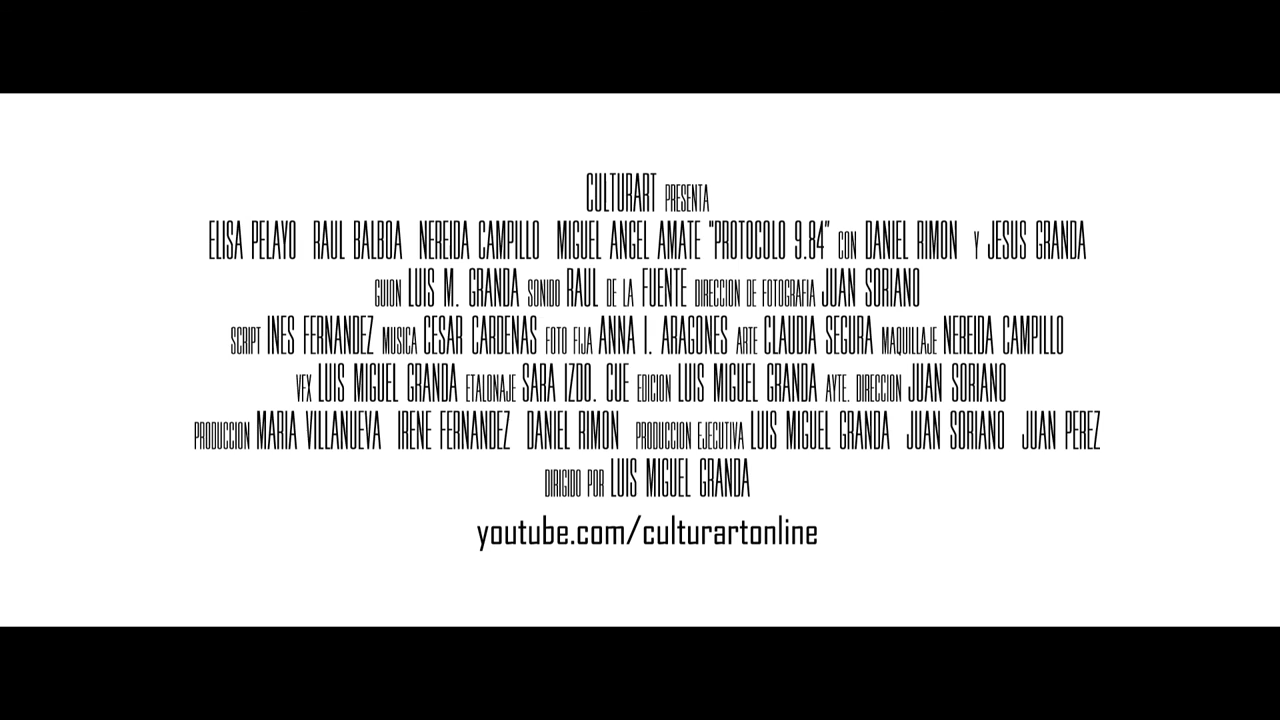 CULTURART PRESENTA
ELISA PELAYO RAUL BALBOA NEREIDA CAMPILLO MIGUEL ANGEL AMATE "PROTOCOLO 9.84" CON DANIEL RIMON Y JESUS GRANDA
GUION LUIS M. GRANDA SONIDO RAUL DE LA FUENTE DIRECCION DE FOTOGRAFIA JUAN SORIANO
SCRIPT INES FERNANDEZ MUSICA CESAR CARDENAS FOTO FIJA ANNA I. ARAGONES ARTE CLAUDIA SEGURA MAQUILLAJE NEREIDA CAMPILLO
VFX LUIS MIGUEL GRANDA ETALONAJE SARA IZDO. CUE EDICION LUIS MIGUEL GRANDA AYTE. DIRECCION JUAN SORIANO
PRODUCCION MARIA VILLANUEVA IRENE FERNANDEZ DANIEL RIMON PRODUCCION EJECUTIVA LUIS MIGUEL GRANDA JUAN SORIANO JUAN PEREZ
DIRIGIDO POR LUIS MIGUEL GRANDA
youtube.com/culturartonline